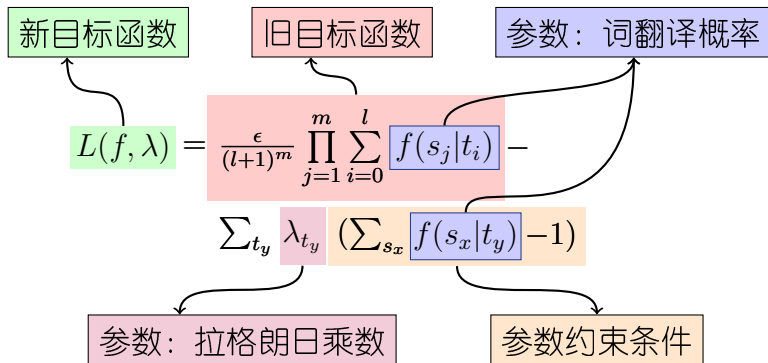 新目标函数 旧目标函数 参数：词翻译概率
L(f, λ) = ϵ/(l+1)^m ∏_{j=1}^{m} ∑_{i=0}^{l} f(s_j|t_i) −
∑_{t_y} λ_{t_y} (∑_{s_x} f(s_x|t_y) −1)
参数：拉格朗日乘数 参数约束条件